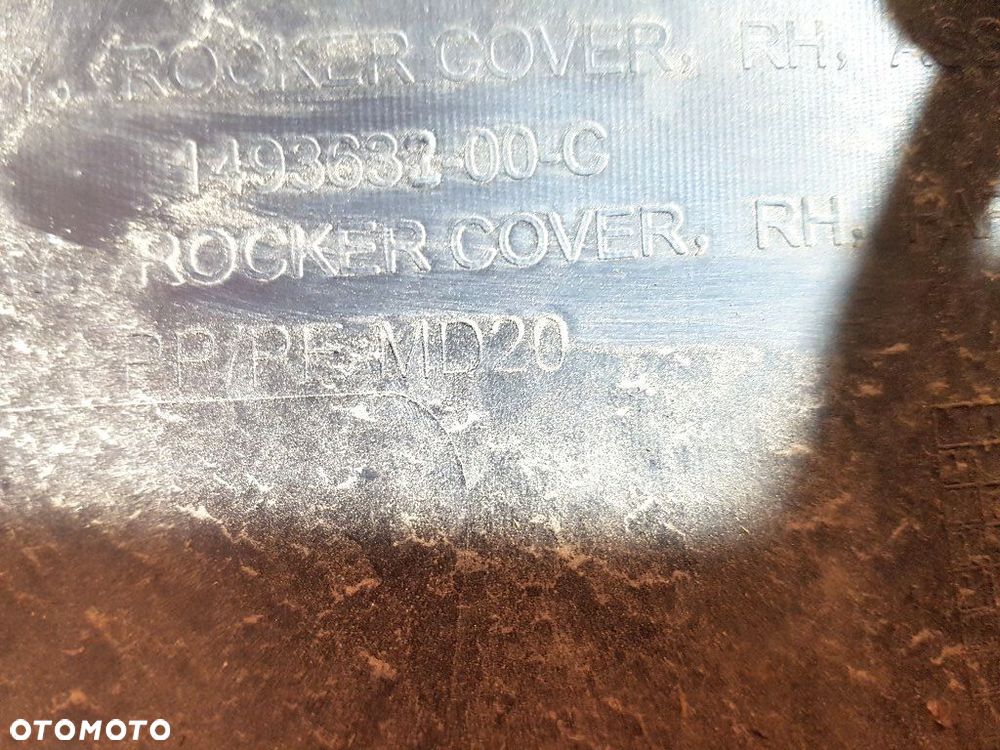 Y, ROCKER COVER, RH,
1493632-00-C
ROCKER COVER, RH,
PP/PE-MD20
OTOMOTO